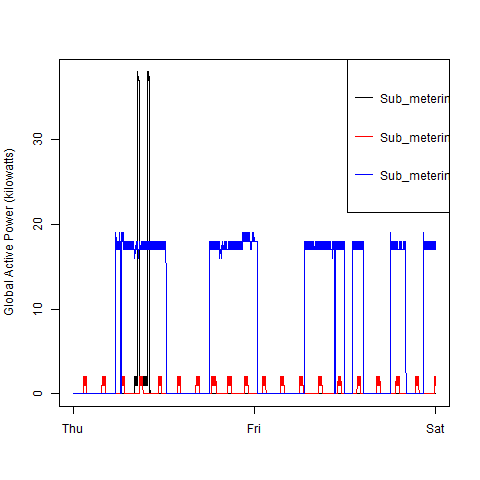 Global Active Power (kilowatts)
30
20
10
0
Thu
Fri
Sat
Sub_meterin
Sub_meterin
Sub_meterin